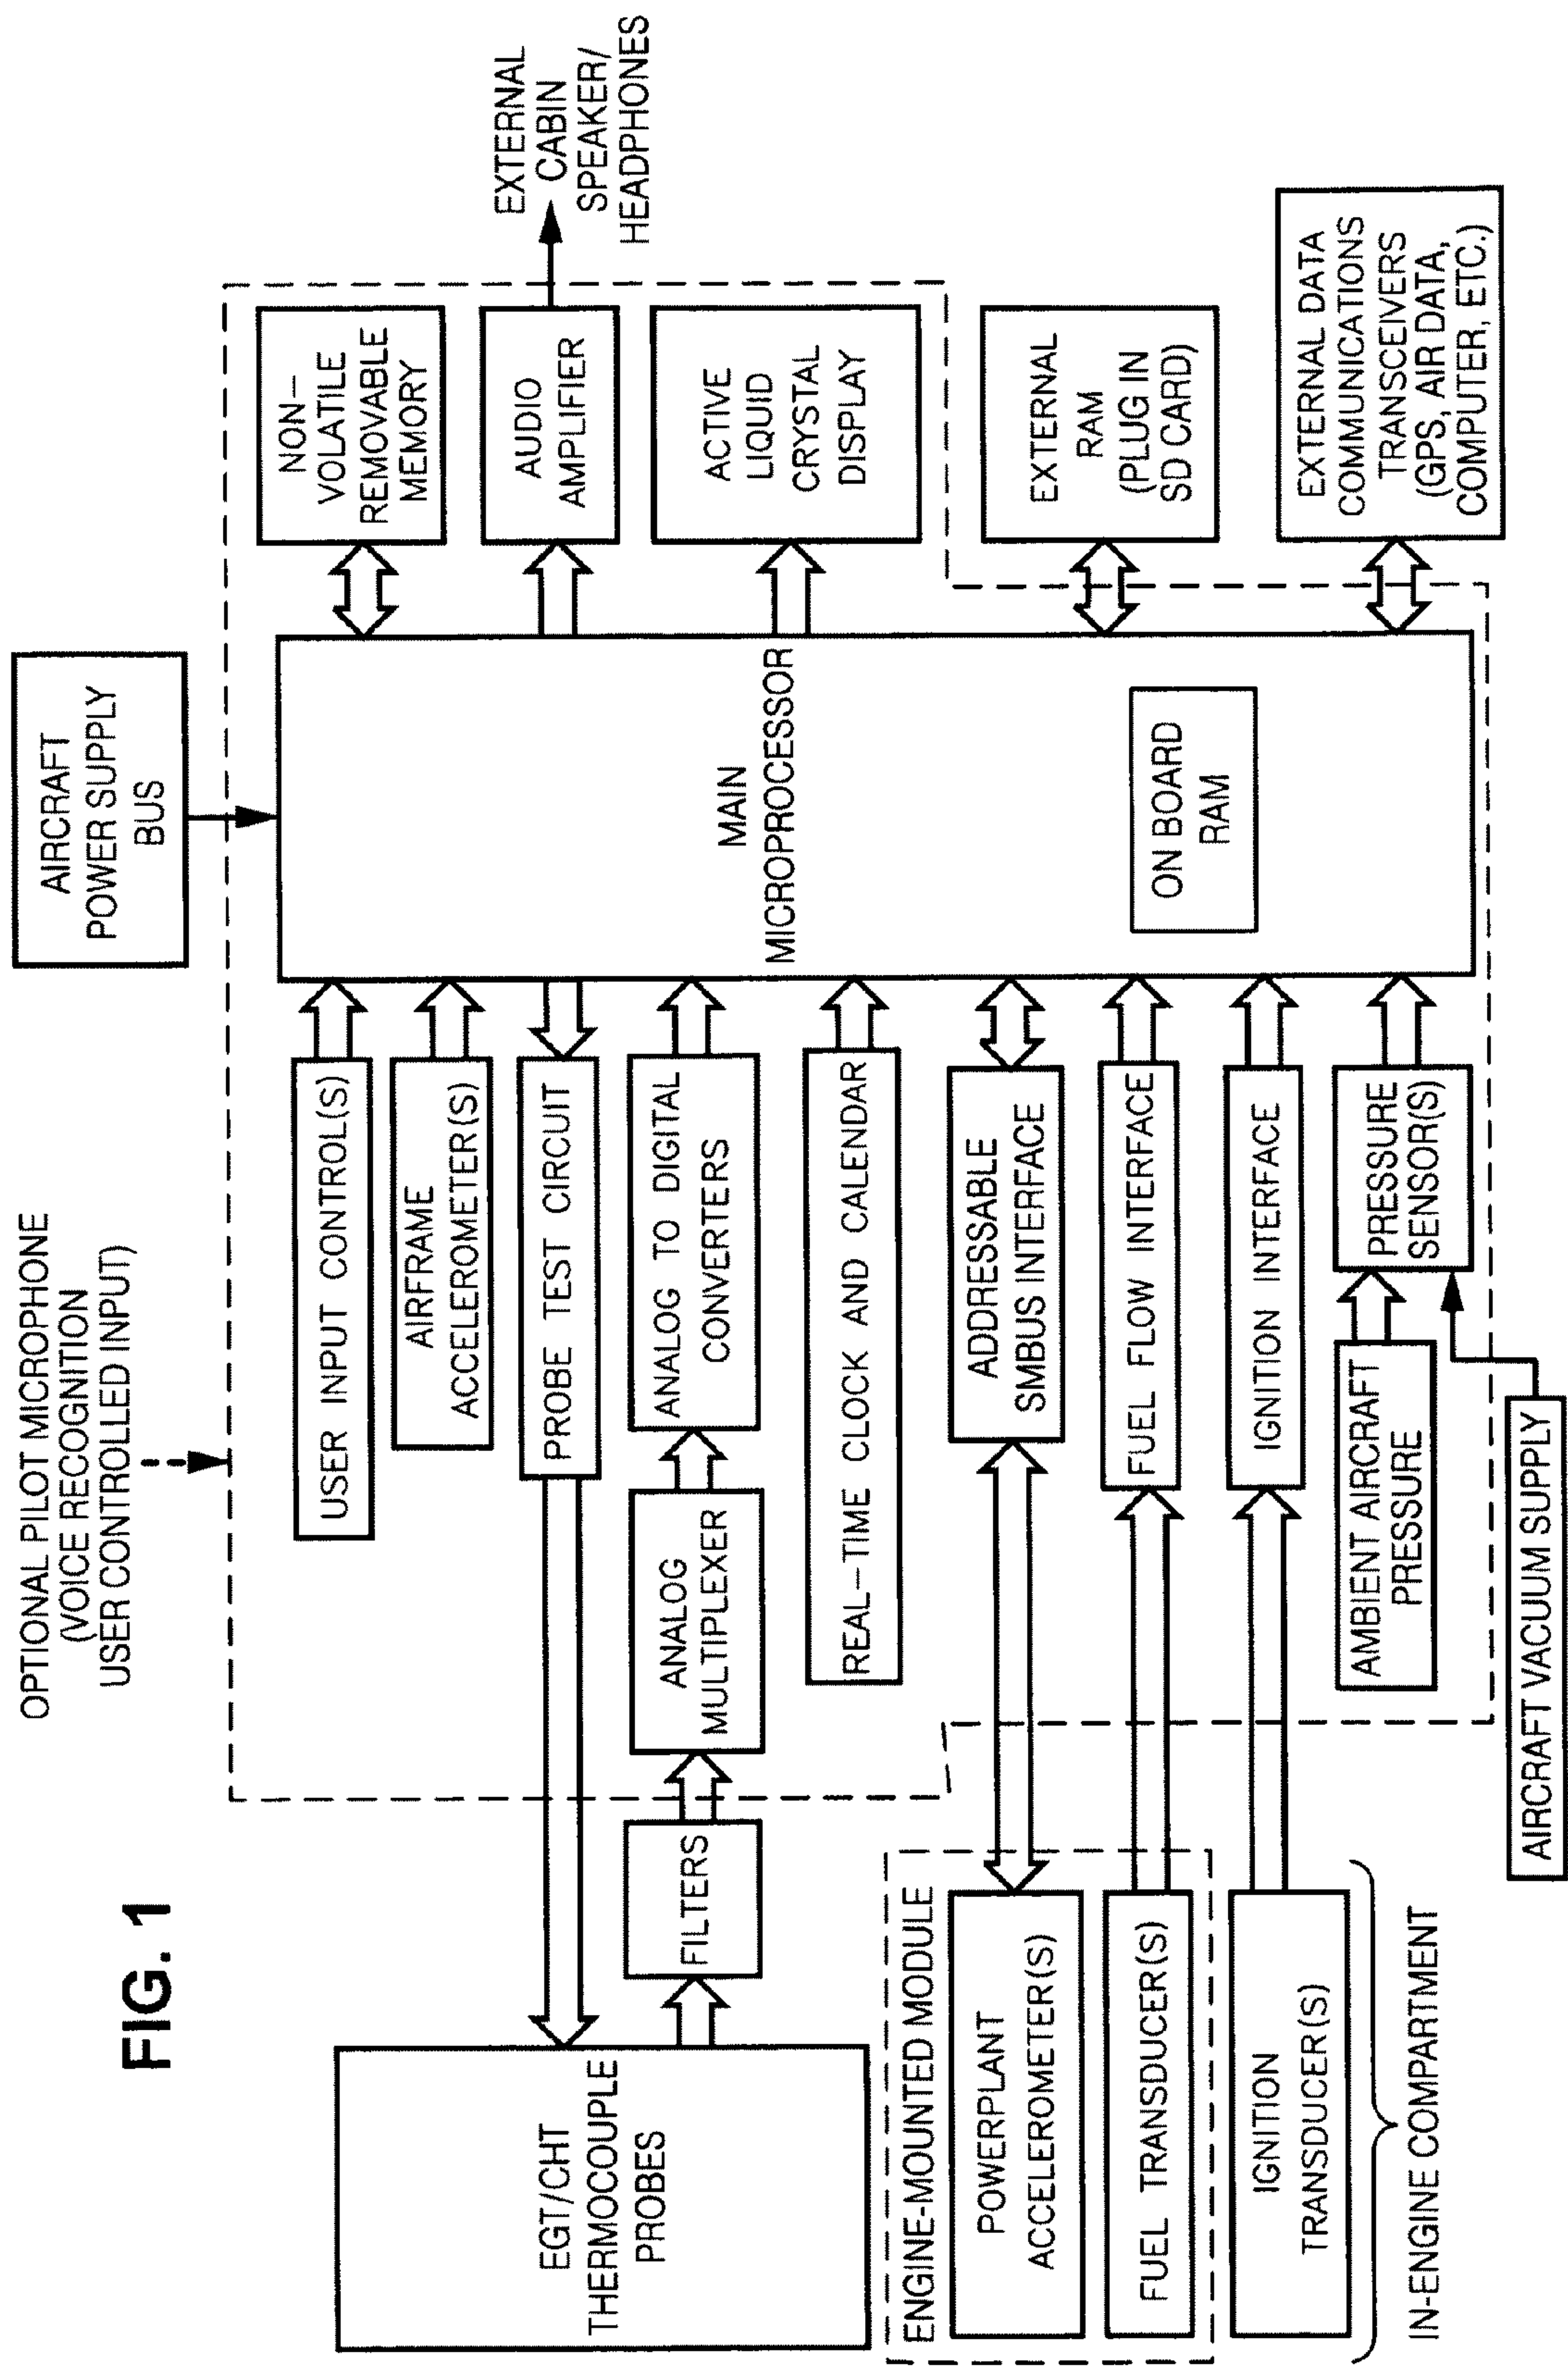 FIG. 1
OPTIONAL PILOT MICROPHONE
(VOICE RECOGNITION
USER CONTROLLED INPUT)
AIRCRAFT
POWER SUPPLY
BUS
EGT/CHT
THERMOCOUPLE
PROBES
FILTERS
ANALOG
MULTIPLEXER
USER INPUT CONTROL(S)
AIRFRAME
ACCELEROMETER(S)
PROBE TEST CIRCUIT
ANALOG TO DIGITAL
CONVERTERS
REAL-TIME CLOCK AND CALENDAR
ADDRESSABLE
SMBUS INTERFACE
FUEL FLOW INTERFACE
IGNITION INTERFACE
PRESSURE
SENSOR(S)
AMBIENT AIRCRAFT
PRESSURE
AIRCRAFT VACUUM SUPPLY
ENGINE-MOUNTED MODULE
POWERPLANT
ACCELEROMETER(S)
FUEL TRANSDUCER(S)
IGNITION
TRANSDUCER(S)
IN-ENGINE COMPARTMENT
MAIN
MICROPROCESSOR
ON BOARD
RAM
NON-
VOLATILE
REMOVABLE
MEMORY
AUDIO
AMPLIFIER
EXTERNAL
CABIN
SPEAKER/
HEADPHONES
ACTIVE
LIQUID
CRYSTAL
DISPLAY
EXTERNAL
RAM
(PLUG IN
SD CARD)
EXTERNAL DATA
COMMUNICATIONS
TRANSCEIVERS
(GPS, AIR DATA,
COMPUTER, ETC.)